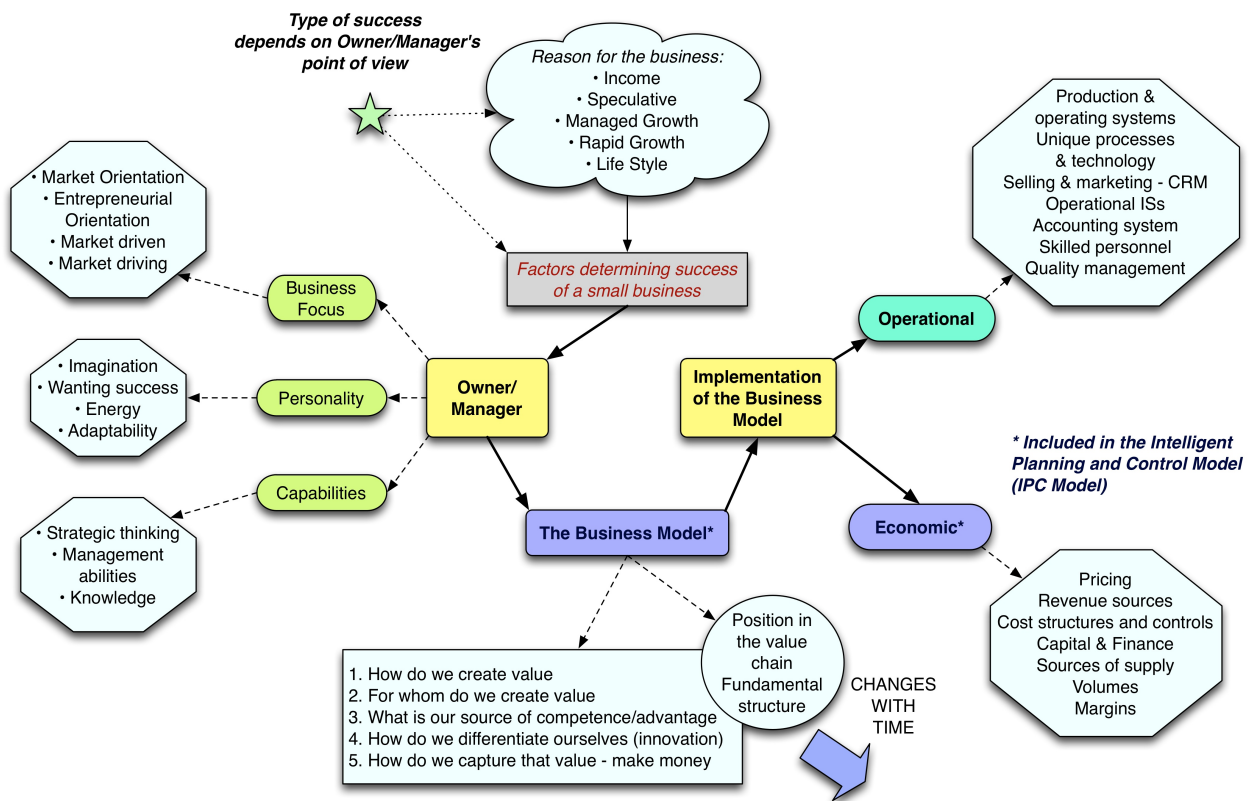 Type of success
depends on Owner/Manager's
point of view
Reason for the business:
• Income
• Speculative
• Managed Growth
• Rapid Growth
• Life Style
Production &
operating systems
Unique processes
& technology
Selling & marketing - CRM
Operational ISs
Accounting system
Skilled personnel
Quality management
• Market Orientation
• Entrepreneurial
Orientation
• Market driven
• Market driving
Factors determining success
of a small business
Business
Focus
Operational
• Imagination
• Wanting success
• Energy
• Adaptability
Personality
Owner/
Manager
Implementation
of the Business
Model
* Included in the Intelligent
Planning and Control Model
(IPC Model)
Capabilities
• Strategic thinking
• Management
abilities
• Knowledge
The Business Model*
Economic*
Pricing
Revenue sources
Cost structures and controls
Capital & Finance
Sources of supply
Volumes
Margins
Position in
the value
chain
Fundamental
structure
1. How do we create value
2. For whom do we create value
3. What is our source of competence/advantage
4. How do we differentiate ourselves (innovation)
5. How do we capture that value - make money
CHANGES
WITH
TIME